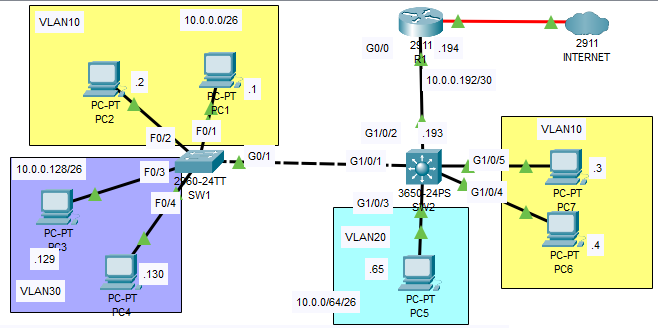 VLAN10
10.0.0.0/26
.2
PC-PT
PC2
.1
PC-PT
PC1
F0/2
F0/1
10.0.0.128/26
F0/3
F0/4
2960-24TT
SW1
G0/1
PC-PT
PC3
.129
VLAN30
.130
PC-PT
PC4
G0/0
2911
R1
.194
2911
INTERNET
10.0.0.192/30
G1/0/2
.193
G1/0/1
3650-24PS
SW2
G1/0/5
G1/0/4
G1/0/3
VLAN10
.3
PC-PT
PC7
.4
PC-PT
PC6
VLAN20
.65
10.0.0/64/26
PC-PT
PC5